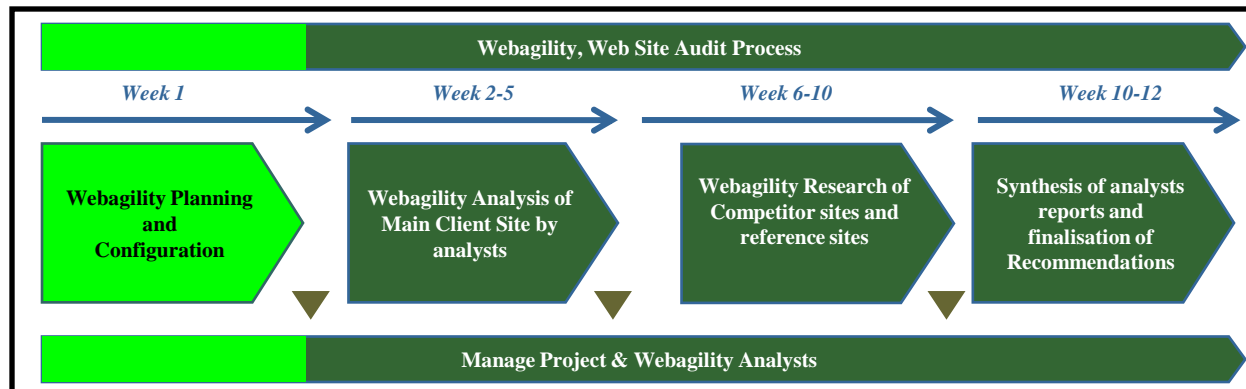 Webagility, Web Site Audit Process
Week 1
Week 2-5
Week 6-10
Week 10-12
Webagility Planning
and
Configuration
Webagility Analysis of
Main Client Site by
analysts
Webagility Research of
Competitor sites and
reference sites
Synthesis of analysts
reports and
finalisation of
Recommendations
Manage Project & Webagility Analysts